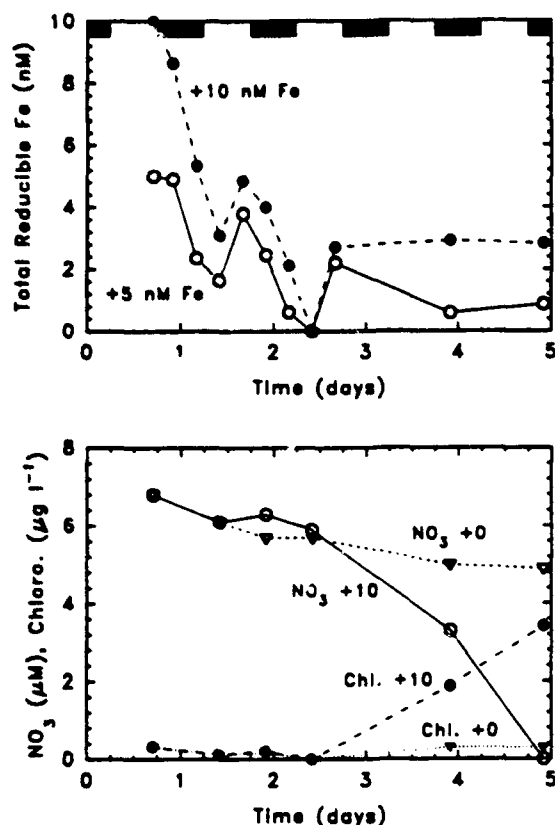 10
8
6
4
2
0
Total Reducible Fe (nM)
+10 nM Fe
+5 nM Fe
0 1 2 3 4 5
Time (days)
8
6
4
2
0
NO3 (μM), Chloro. (μg l⁻¹)
NO3 +0
NO3 +10
Chl. +10
Chl. +0
0 1 2 3 4 5
Time (days)